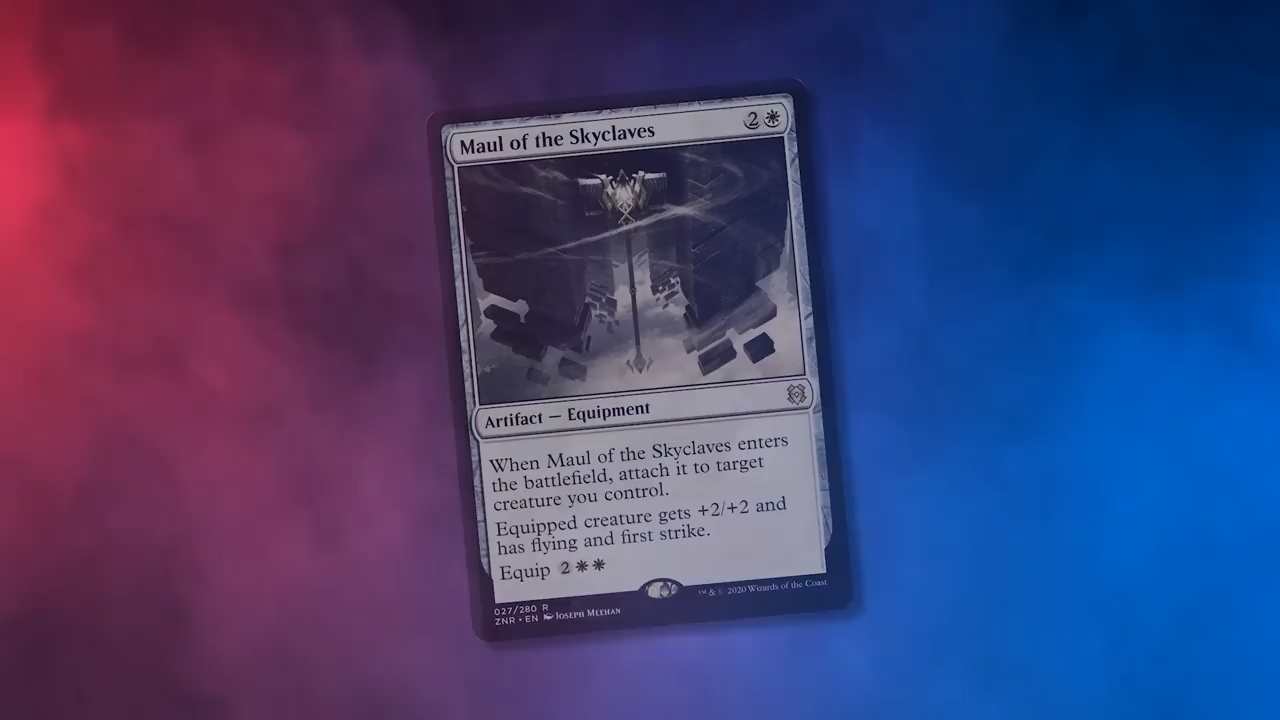 Maul of the Skyclaves 2
Artifact — Equipment
When Maul of the Skyclaves enters
the battlefield, attach it to target
creature you control.
Equipped creature gets +2/+2 and
has flying and first strike.
Equip 2
027/280 R
ZNR • EN JOSEPH MEEHAN
™ & © 2020 Wizards of the Coast